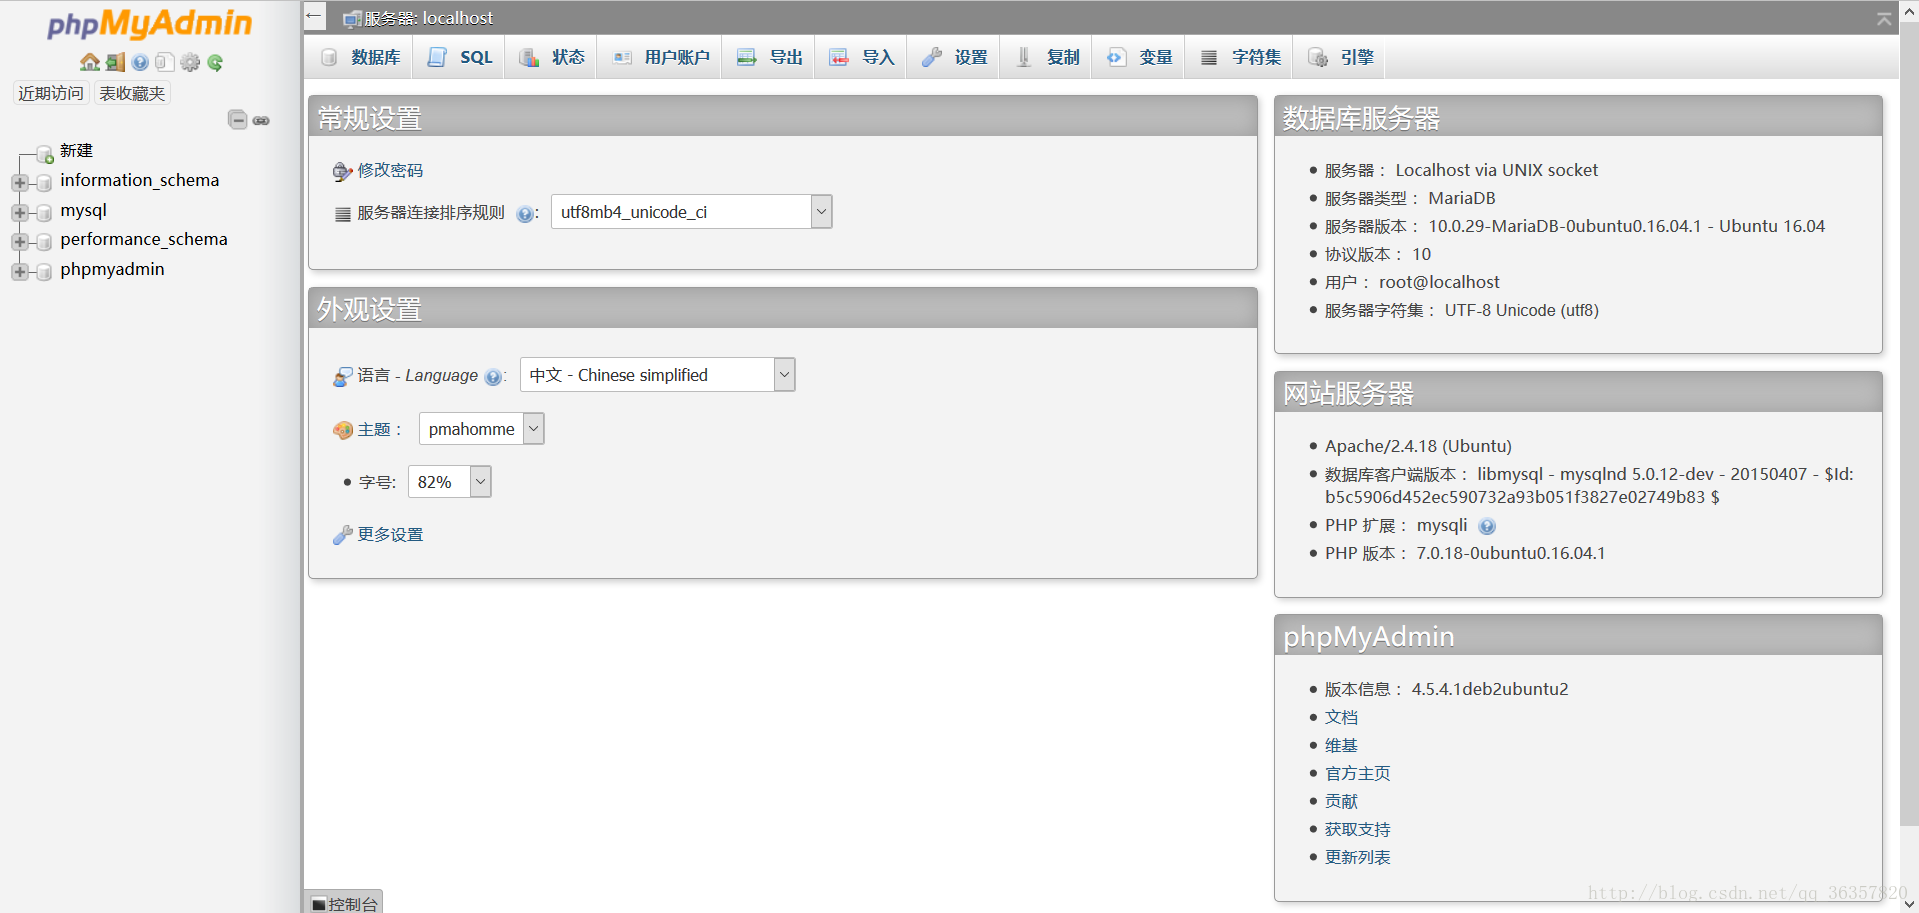 phpMyAdmin
近期访问 表收藏夹
新建
information_schema
mysql
performance_schema
phpmyadmin
服务器: localhost
数据库 SQL 状态 用户账户 导出 导入 设置 复制 变量 字符集 引擎
常规设置
修改密码
服务器连接排序规则 : utf8mb4_unicode_ci
外观设置
语言 - Language : 中文 - Chinese simplified
主题： pmahomme
字号: 82%
更多设置
数据库服务器
服务器： Localhost via UNIX socket
服务器类型： MariaDB
服务器版本： 10.0.29-MariaDB-0ubuntu0.16.04.1 - Ubuntu 16.04
协议版本： 10
用户： root@localhost
服务器字符集： UTF-8 Unicode (utf8)
网站服务器
Apache/2.4.18 (Ubuntu)
数据库客户端版本： libmysql - mysqlnd 5.0.12-dev - 20150407 - $Id:
b5c5906d452ec590732a93b051f3827e02749b83 $
PHP 扩展： mysqli
PHP 版本： 7.0.18-0ubuntu0.16.04.1
phpMyAdmin
版本信息： 4.5.4.1deb2ubuntu2
文档
维基
官方主页
贡献
获取支持
更新列表
控制台
http://blog.csdn.net/qq_36357820